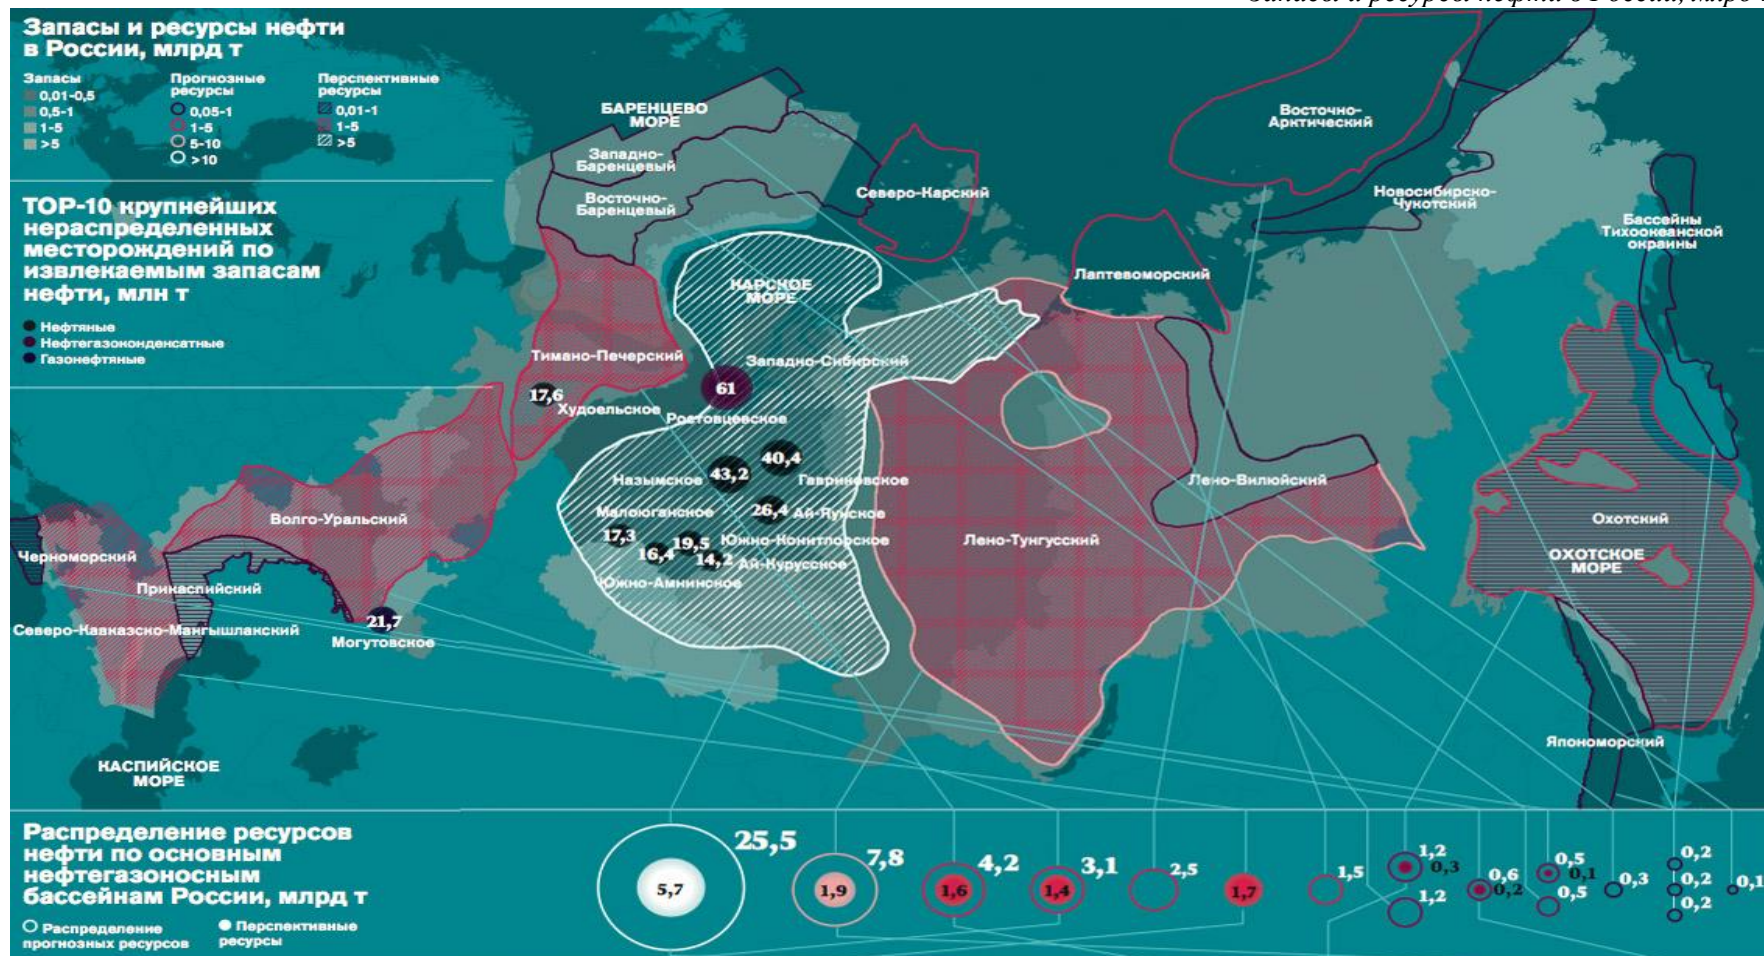 Запасы и ресурсы нефти
в России, млрд т
Запасы
0,01-0,5
0,5-1
1-5
>5
Прогнозные
ресурсы
0,05-1
1-5
5-10
>10
Перспективные
ресурсы
0,01-1
1-5
>5
TOP-10 крупнейших
нераспределенных
месторождений по
извлекаемым запасам
нефти, млн т
Нефтяные
Нефтегазоконденсатные
Газонефтяные
БАРЕНЦЕВО
МОРЕ
Западно-
Баренцевый
Восточно-
Баренцевый
Северо-Карский
Восточно-
Арктический
Новосибирско-
Чукотский
Бассейны
Тихоокеанской
окраины
Лаптевоморский
КАРСКОЕ
МОРЕ
Тимано-Печерский
Западно-Сибирский
17,6
Худоельское
61
Ростовцевское
43,2
Назымское
40,4
Гавриковское
Малоюганское
26,4
Ай-Яунское
17,3
16,4
19,5
14,2
Южно-Конитлорское
Ай-Курусское
Южно-Амнинское
Лено-Тунгусский
Лено-Вилюйский
Охотский
ОХОТСКОЕ
МОРЕ
Япономорский
Волго-Уральский
Черноморский
Прикаспийский
Северо-Кавказско-Мангышлакский
21,7
Могутовское
КАСПИЙСКОЕ
МОРЕ
Распределение ресурсов
нефти по основным
нефтегазоносным
бассейнам России, млрд т
Распределение
прогнозных ресурсов
Перспективные
ресурсы
25,5
5,7
7,8
1,9
4,2
1,6
3,1
1,4
2,5
1,7
1,5
1,2
0,3
1,2
0,6
0,2
0,5
0,1
0,5
0,3
0,2
0,2
0,2
0,1